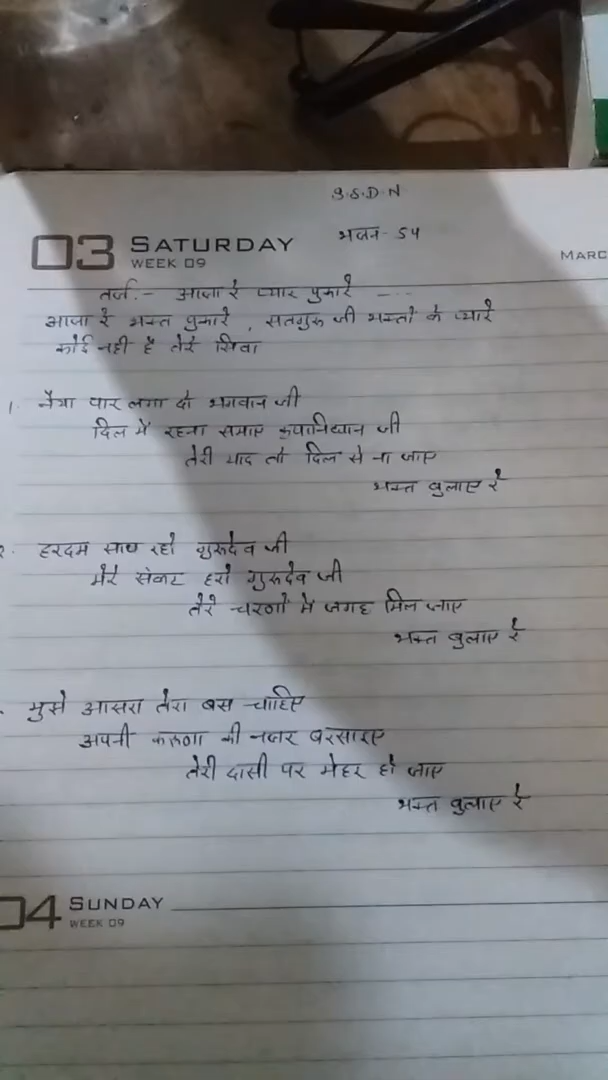 S.S.D.N
भजन- 54
03 SATURDAY
WEEK 09
MARC
तर्ज :- आजा रे प्यार पुकारे ----
आजा रे भक्त पुकारे , सतगुरु जी भक्तों के प्यारे
कोई नही है तेरे सिवा
1. नैया पार लगा दो भगवान जी
दिल में रहना समाए कृपानिधान जी
तेरी याद तो दिल से ना जाए
भक्त बुलाए रे
2. हरदम साथ रहो गुरुदेव जी
मेरे संकट हरो गुरुदेव जी
तेरे चरणों में जगह मिल जाए
भक्त बुलाए रे
मुझे आसरा तेरा बस चाहिए
अपनी करुणा की नजर बरसाए
तेरी दासी पर मेहर हो जाए
भक्त बुलाए रे
04 SUNDAY
WEEK 09